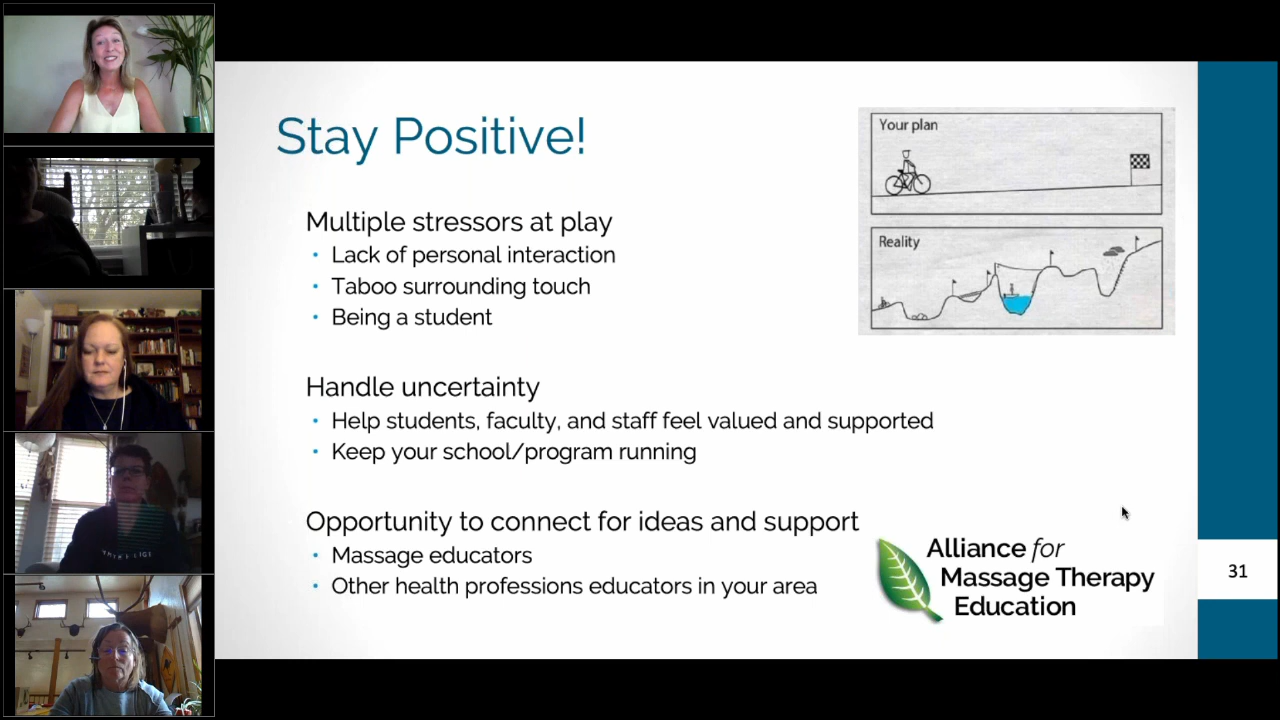 Stay Positive!
Your plan
Reality
Multiple stressors at play
• Lack of personal interaction
• Taboo surrounding touch
• Being a student
Handle uncertainty
• Help students, faculty, and staff feel valued and supported
• Keep your school/program running
Opportunity to connect for ideas and support
• Massage educators
• Other health professions educators in your area
Alliance for
Massage Therapy
Education
31